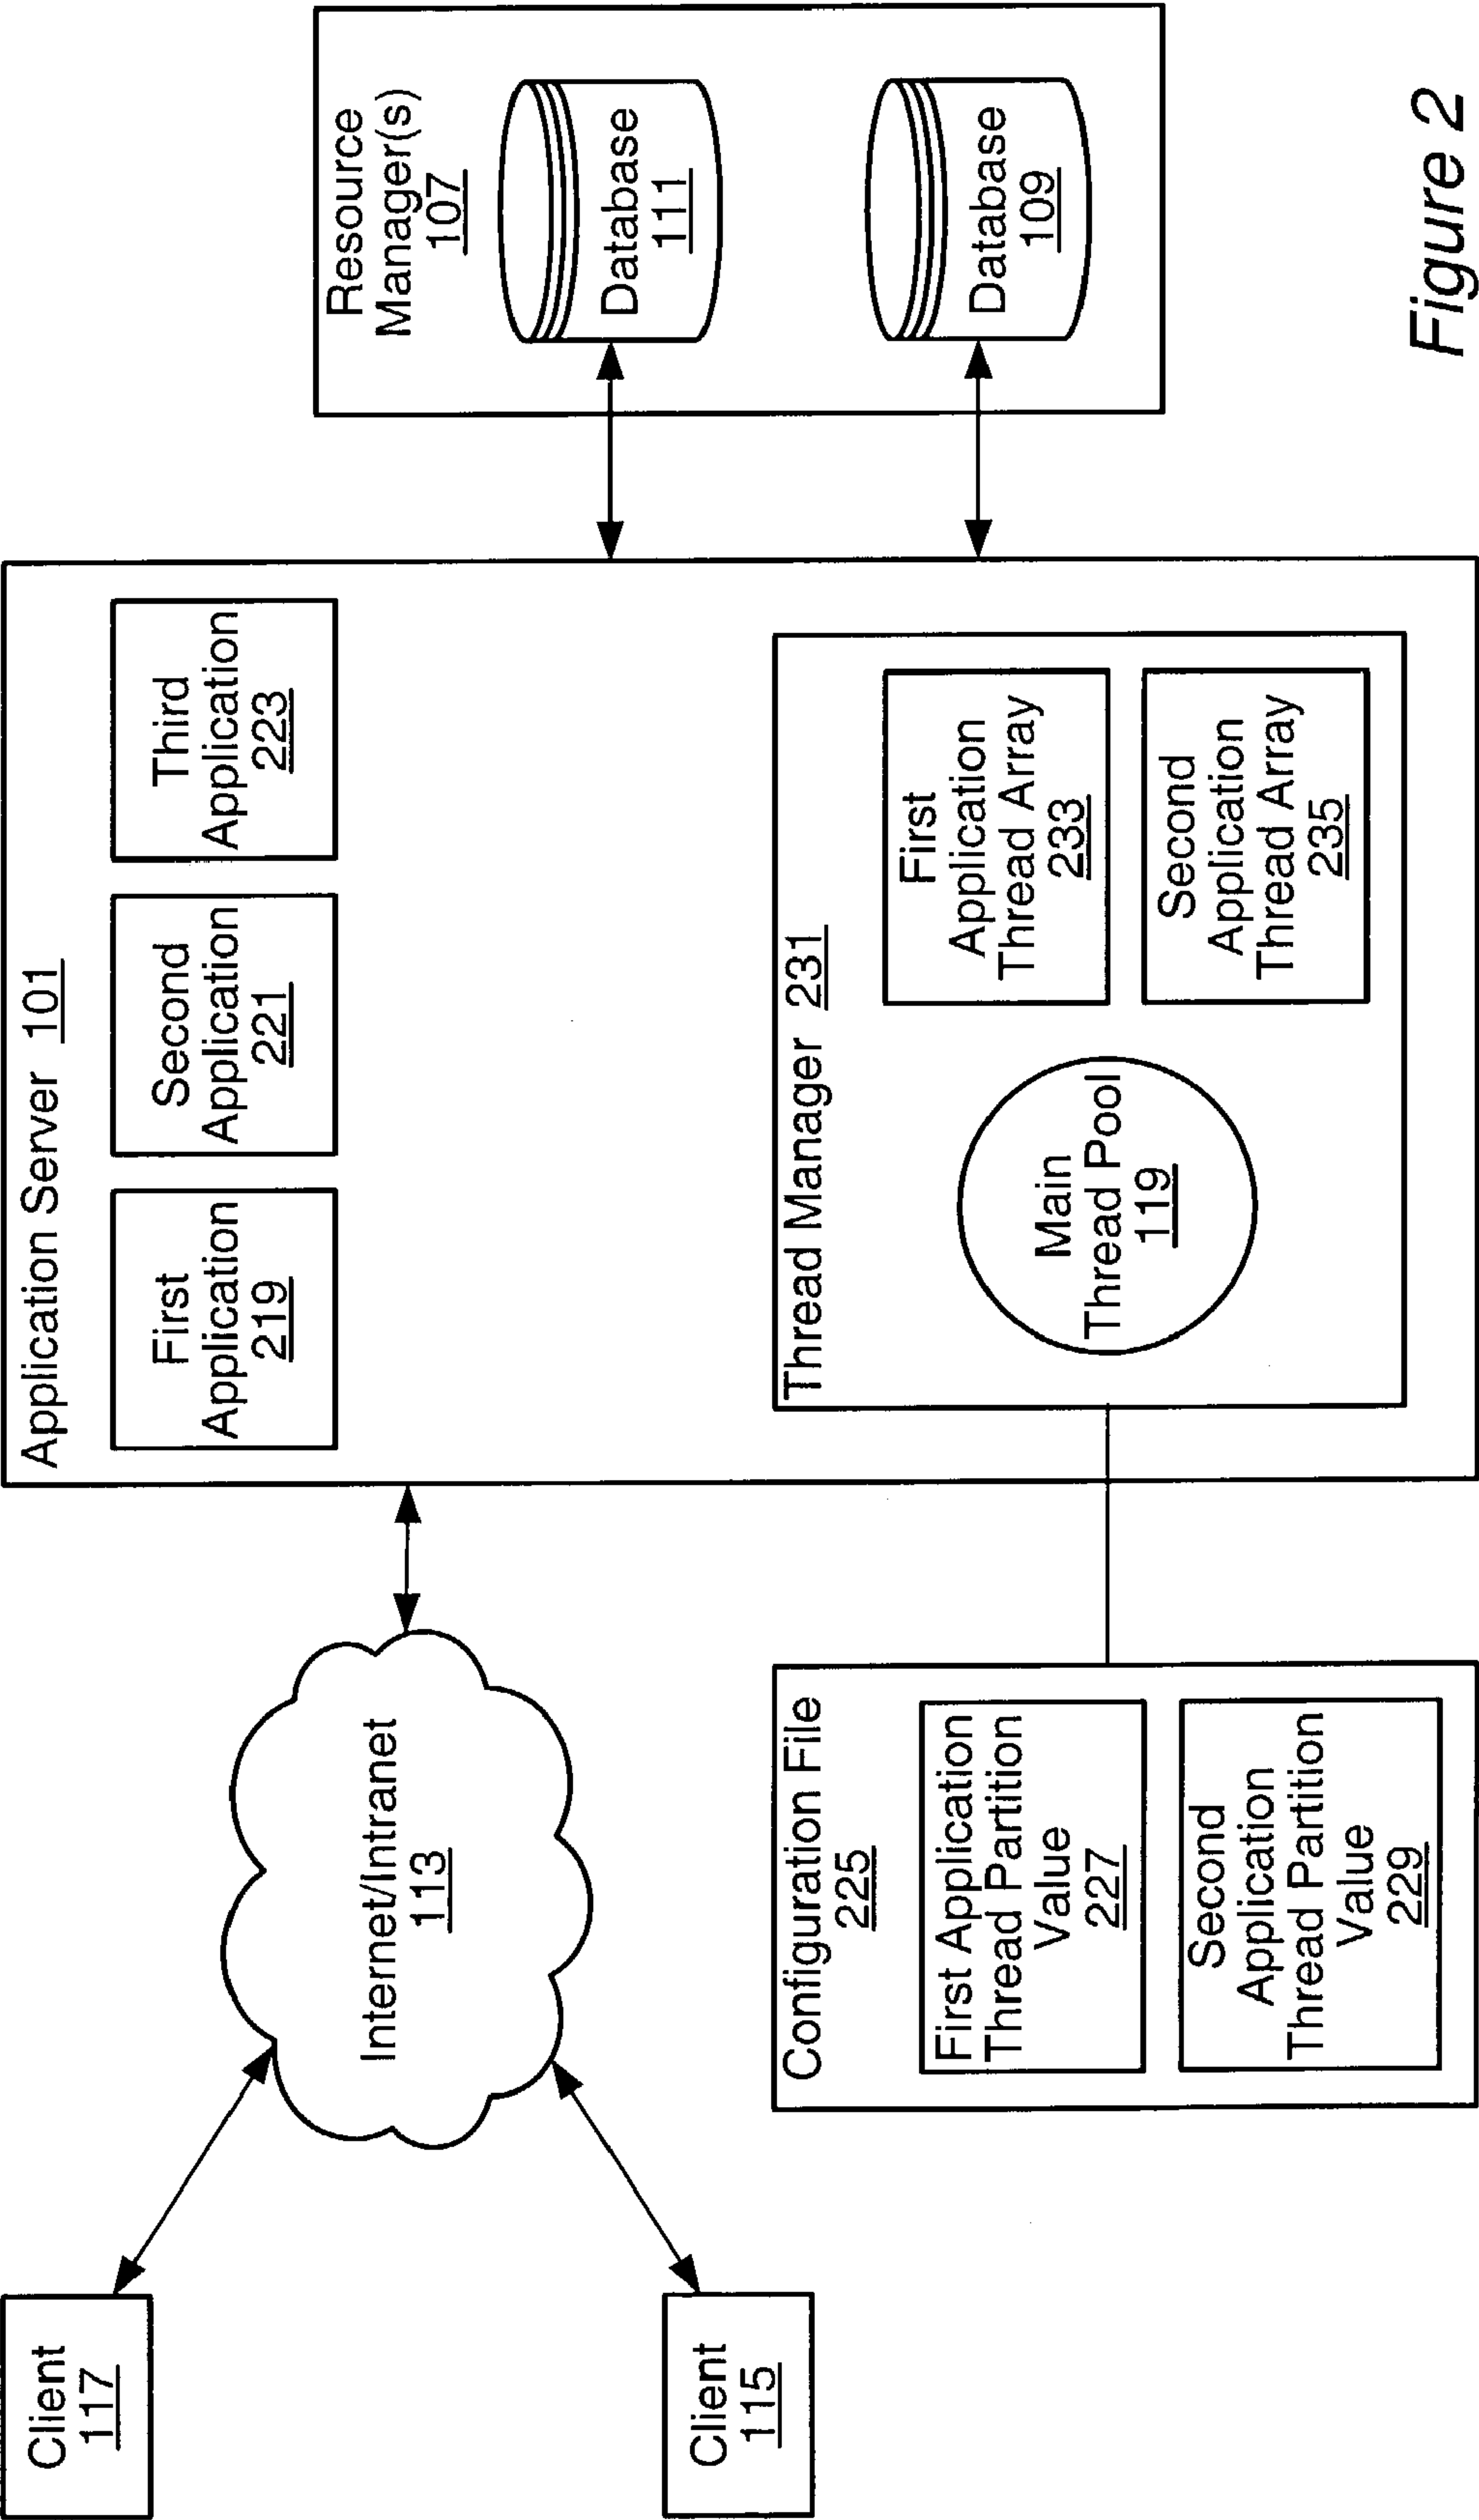 Client
117
Client
115
Internet/Intranet
113
Configuration File
225
First Application
Thread Partition
Value
227
Second
Application
Thread Partition
Value
229
Application Server 101
First
Application
219
Second
Application
221
Third
Application
223
Thread Manager 231
Main
Thread Pool
119
First
Application
Thread Array
233
Second
Application
Thread Array
235
Resource
Manager(s)
107
Database
111
Database
109
Figure 2